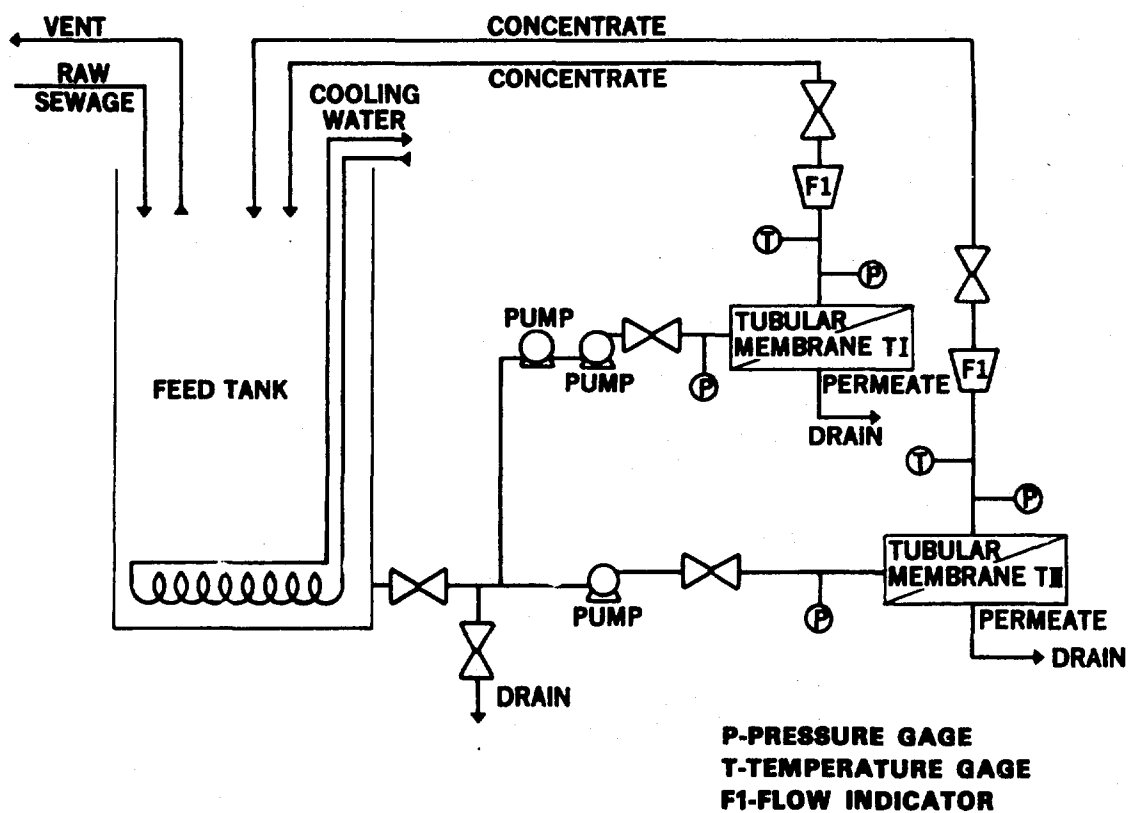 VENT
RAW
SEWAGE
CONCENTRATE
CONCENTRATE
COOLING
WATER
F1
T
P
PUMP
PUMP
TUBULAR
MEMBRANE TI
PERMEATE
F1
P
DRAIN
FEED TANK
T
P
TUBULAR
MEMBRANE TII
PUMP
P
PERMEATE
DRAIN
DRAIN
P-PRESSURE GAGE
T-TEMPERATURE GAGE
F1-FLOW INDICATOR